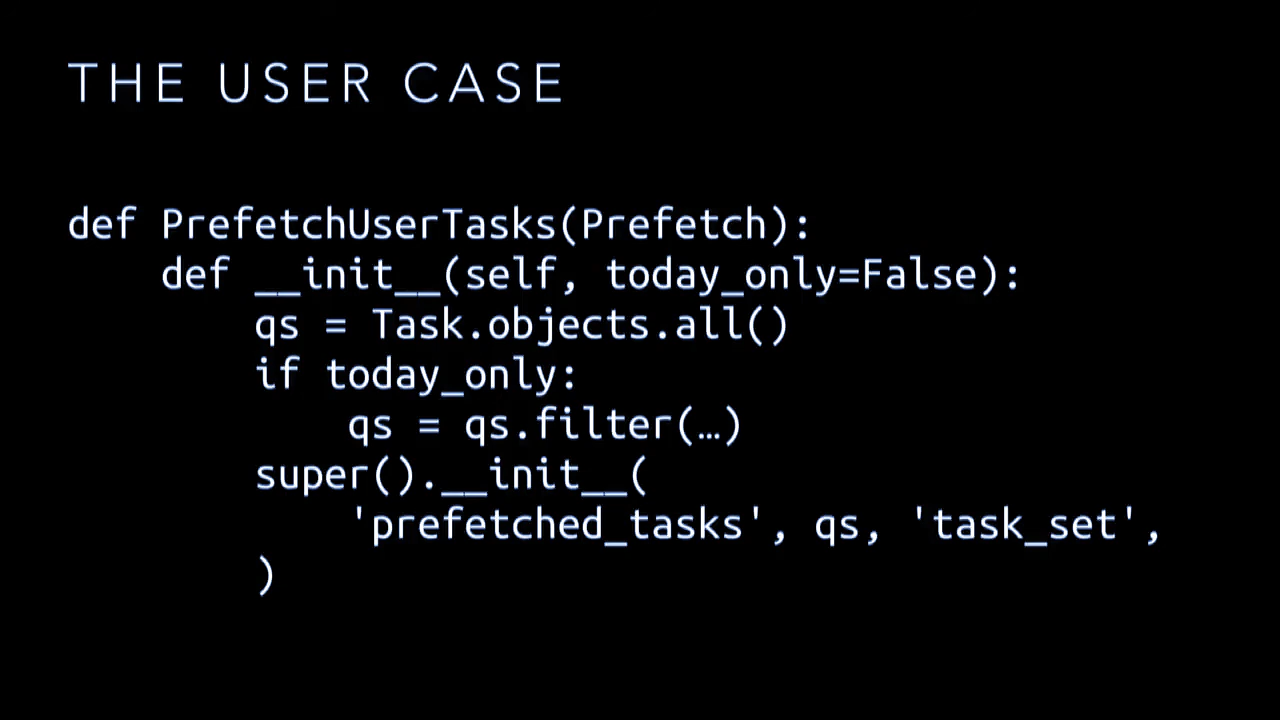 THE USER CASE
def PrefetchUserTasks(Prefetch):
    def __init__(self, today_only=False):
        qs = Task.objects.all()
        if today_only:
            qs = qs.filter(…)
        super().__init__(
            'prefetched_tasks', qs, 'task_set',
        )